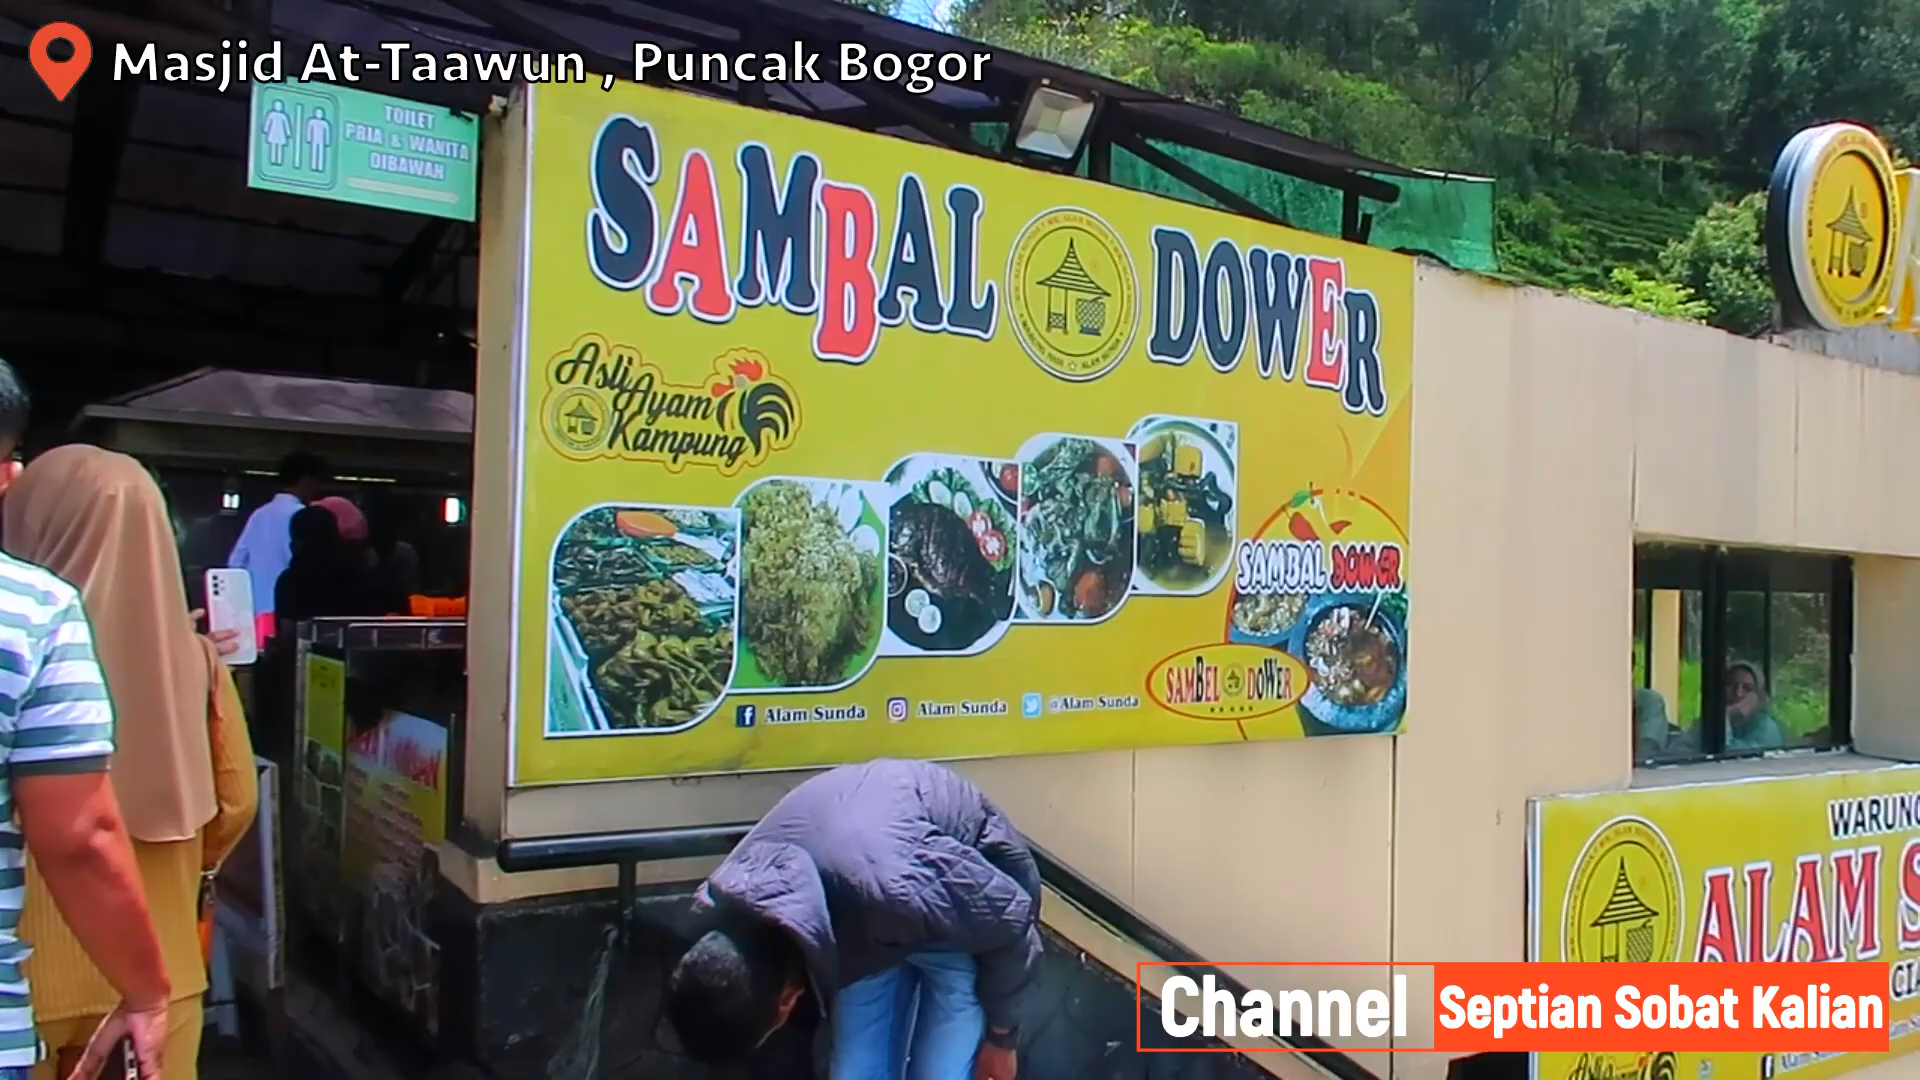 Masjid At-Taawun , Puncak Bogor
TOILET
PRIA & WANITA
DIBAWAH
SAMBAL DOWER
Asli
Ayam
Kampung
SAMBAL DOWER
SAMBEL DOWER
Alam Sunda
Alam Sunda
@Alam Sunda
WARUNG
ALAM S
Channel Septian Sobat Kalian
Asli